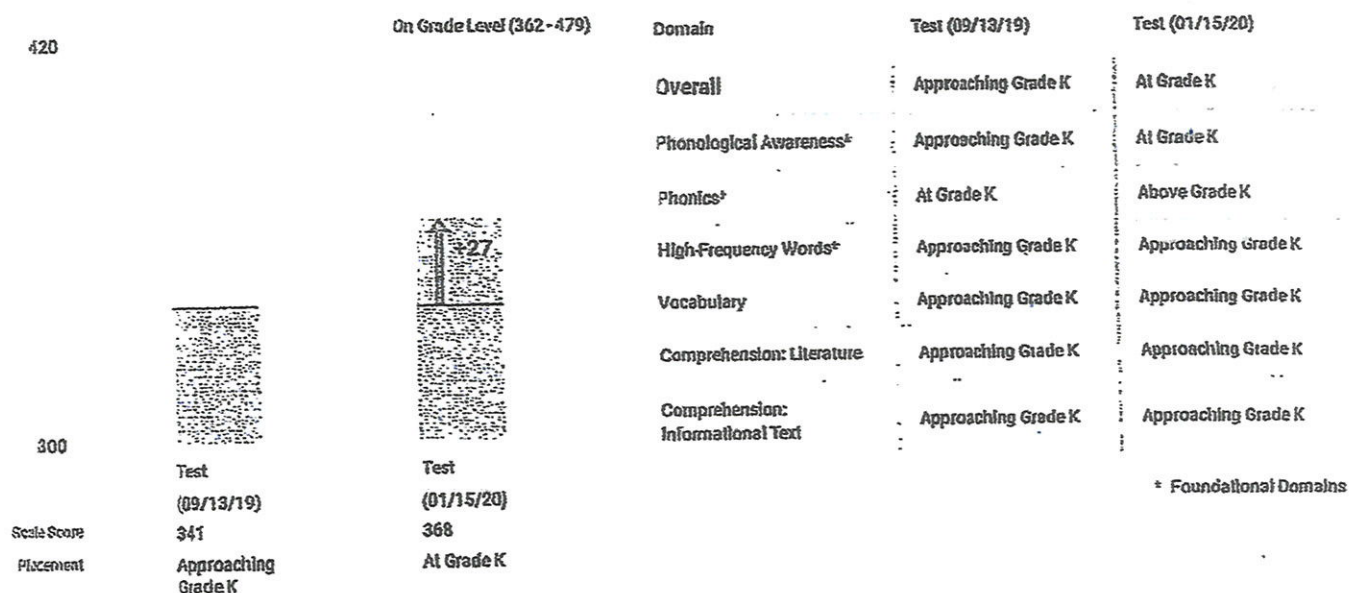 On Grade Level (362-479)
420
+27
300
Test
(09/13/19)
Test
(01/15/20)
Scale Score 341 368
Placement Approaching Grade K At Grade K
Domain Test (09/13/19) Test (01/15/20)
Overall Approaching Grade K At Grade K
Phonological Awareness* Approaching Grade K At Grade K
Phonics* At Grade K Above Grade K
High-Frequency Words* Approaching Grade K Approaching Grade K
Vocabulary Approaching Grade K Approaching Grade K
Comprehension: Literature Approaching Grade K Approaching Grade K
Comprehension:
Informational Text Approaching Grade K Approaching Grade K
* Foundational Domains